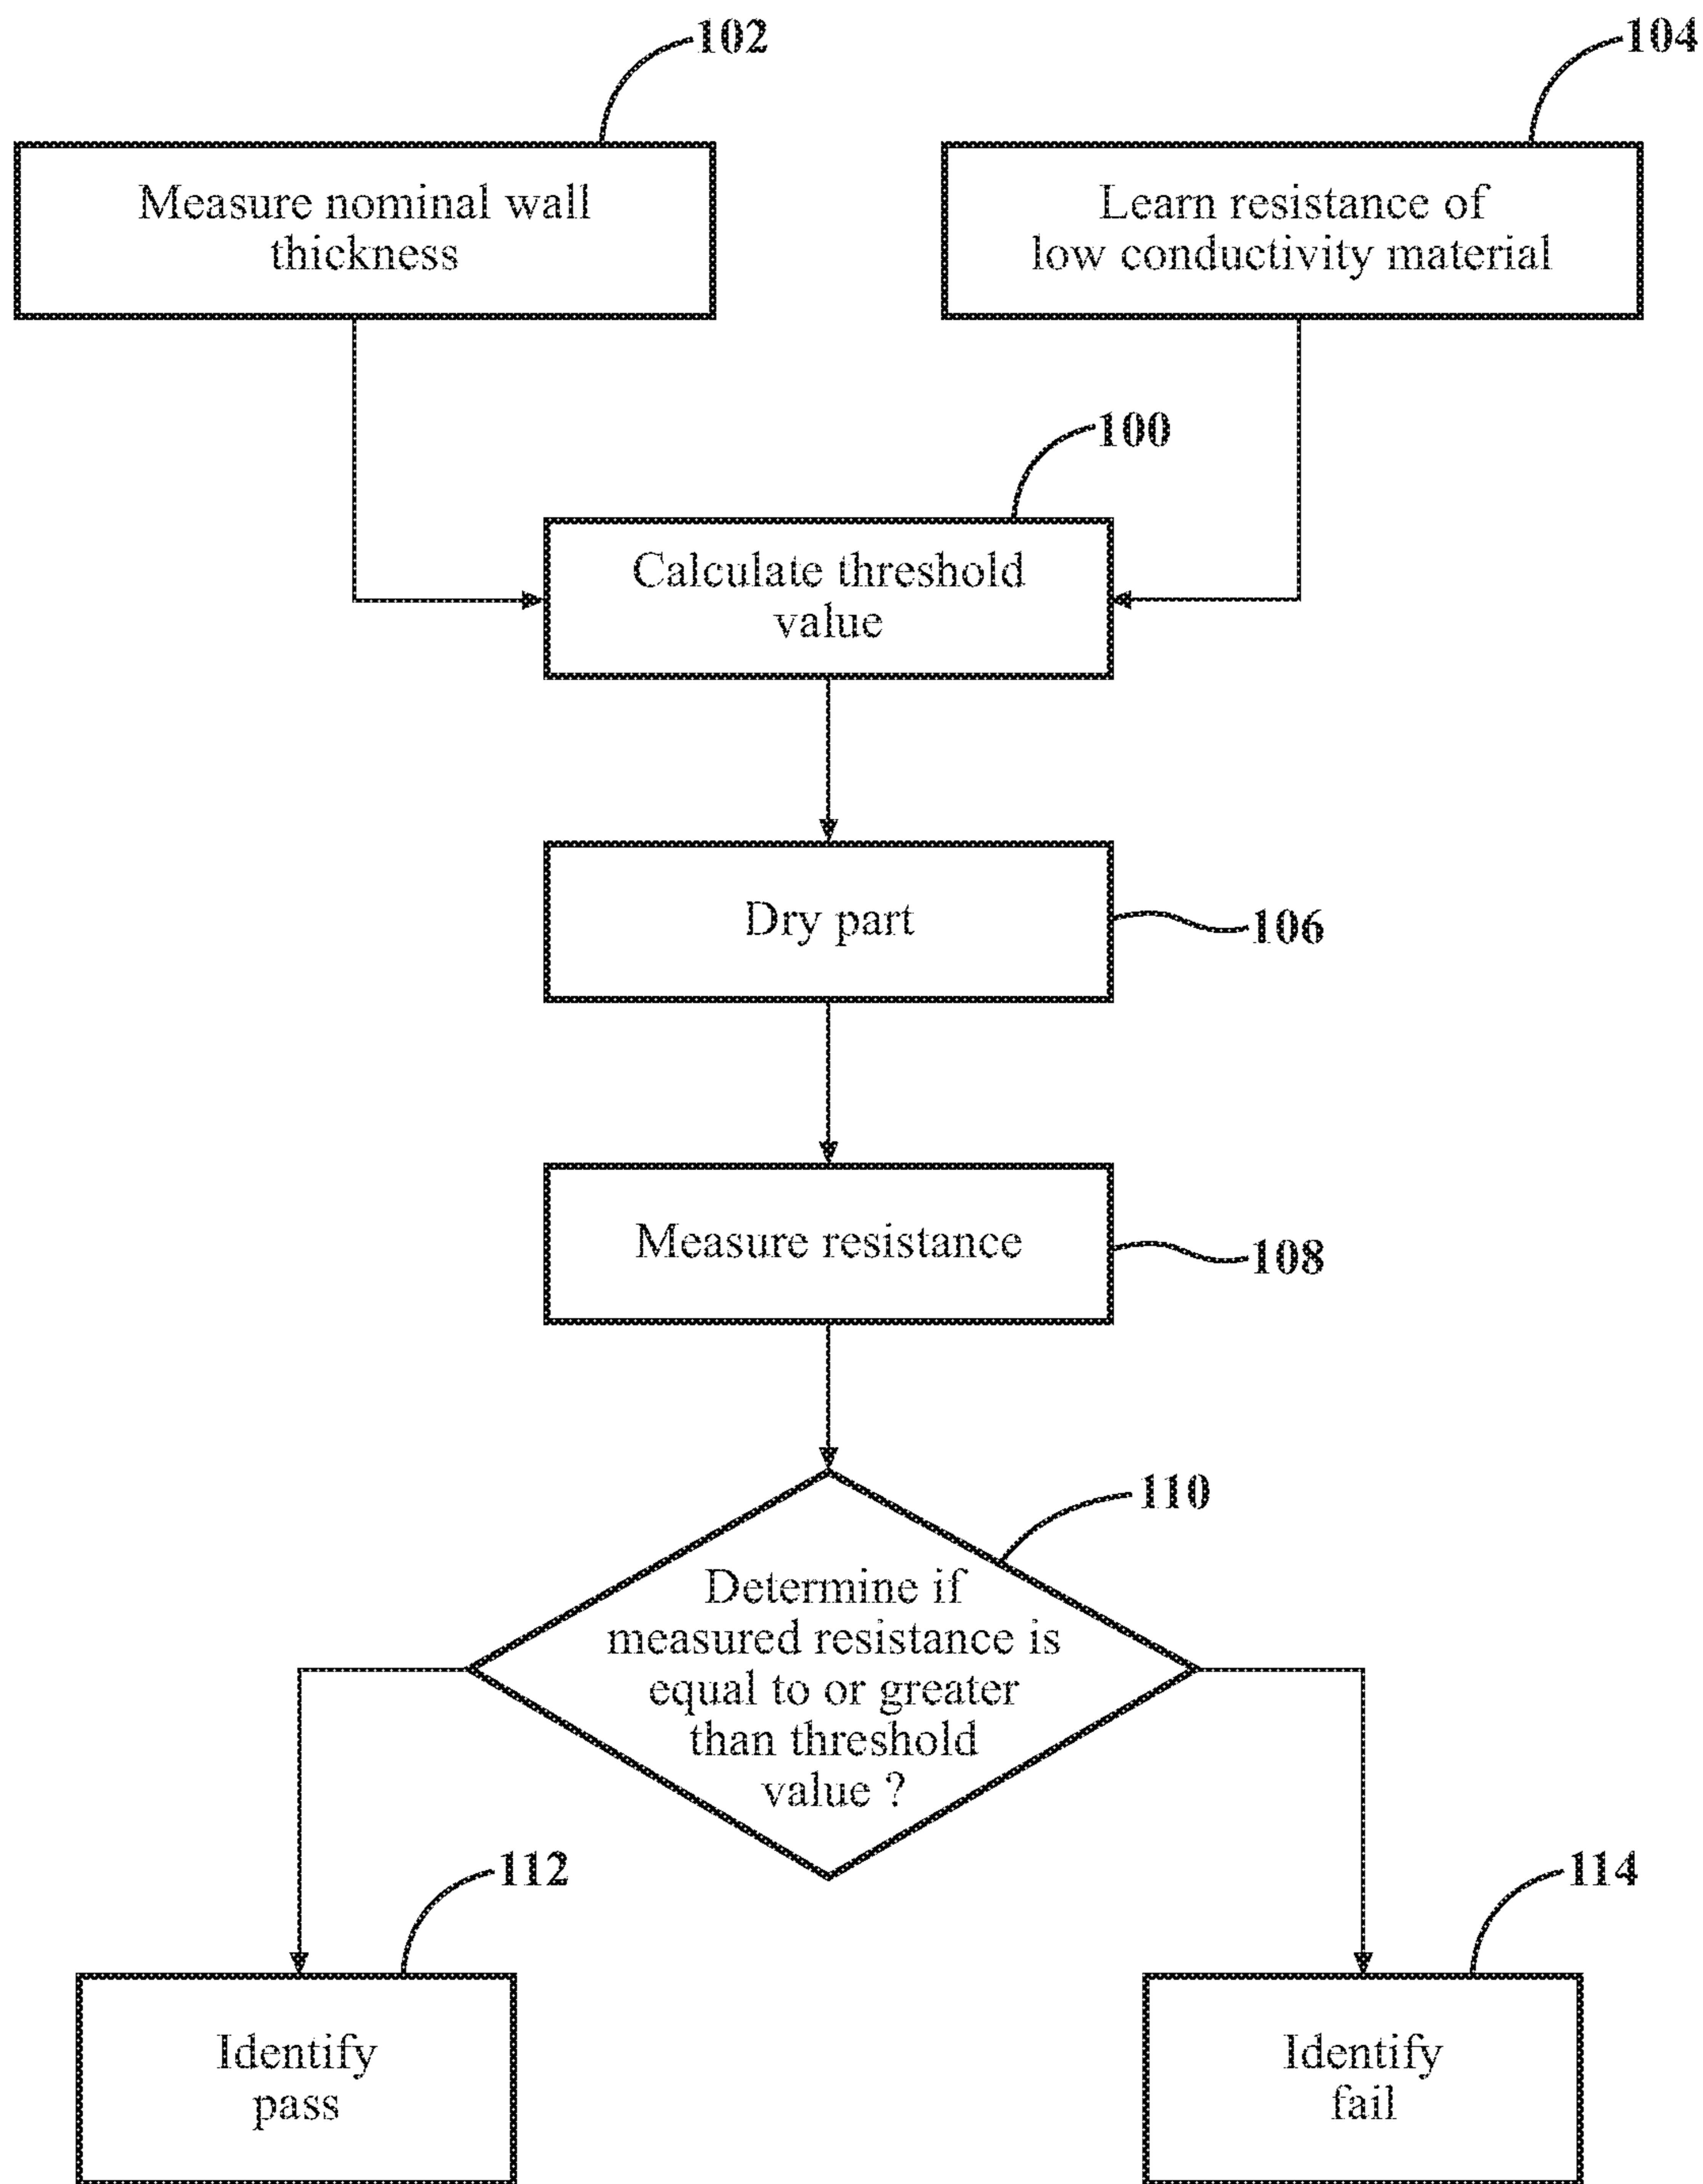 102
104
Measure nominal wall
thickness
Learn resistance of
low conductivity material
100
Calculate threshold
value
Dry part
106
Measure resistance
108
110
Determine if
measured resistance is
equal to or greater
than threshold
value ?
112
114
Identify
pass
Identify
fail